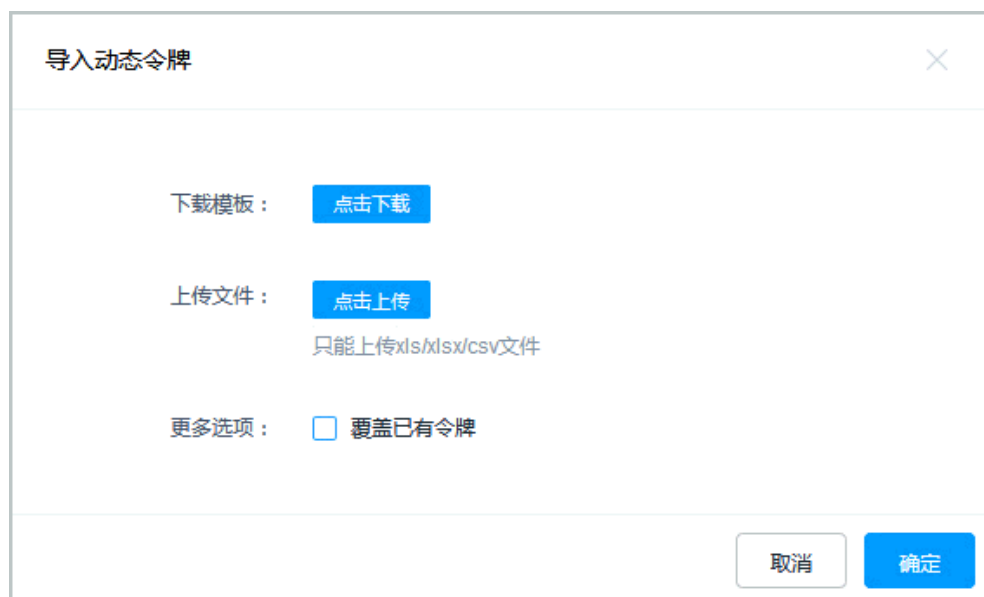 导入动态令牌
下载模板：
点击下载
上传文件：
点击上传
只能上传xls/xlsx/csv文件
更多选项：
覆盖已有令牌
取消
确定